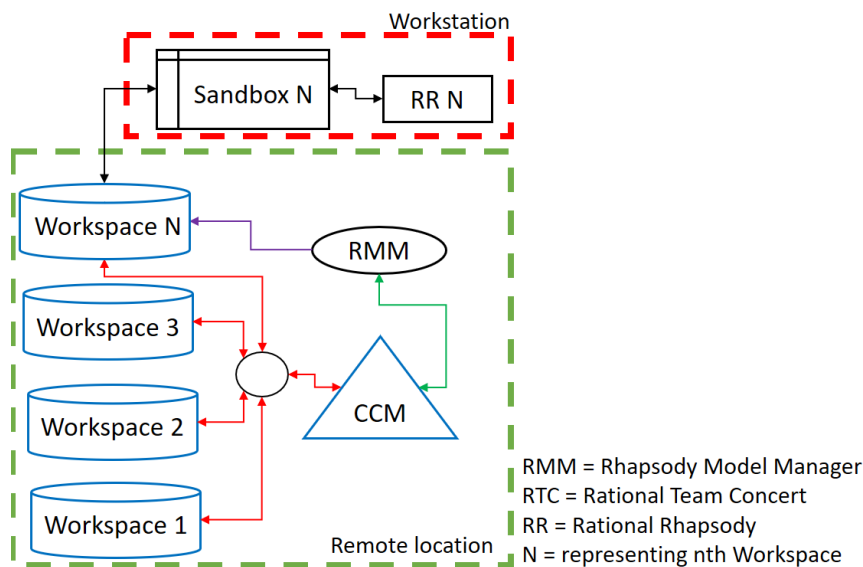 Workstation
Sandbox N
RR N
Workspace N
RMM
Workspace 3
CCM
Workspace 2
Workspace 1
Remote location
RMM = Rhapsody Model Manager
RTC = Rational Team Concert
RR = Rational Rhapsody
N = representing nth Workspace